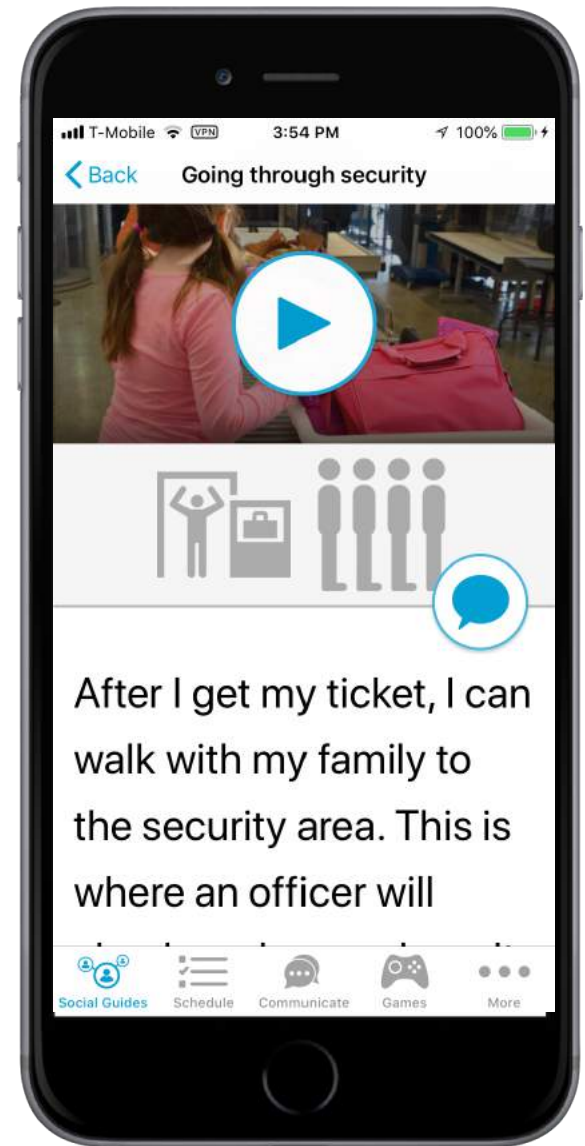 T-Mobile VPN 3:54 PM 100%
Back Going through security
After I get my ticket, I can
walk with my family to
the security area. This is
where an officer will
Social Guides Schedule Communicate Games More